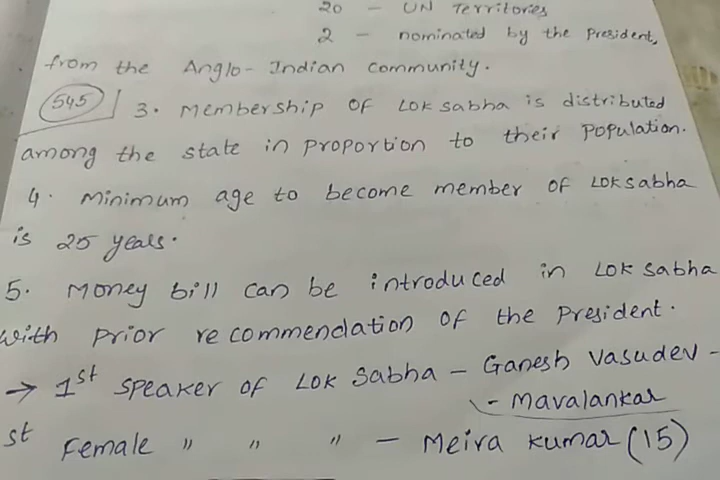 20 - UN Territories
2 - nominated by the President,
from the Anglo-Indian community.
545 3. Membership OF LOK sabha is distributed
among the state in proportion to their Population.
4. Minimum age to become member OF LOKsabha
is 25 years.
5. Money bill can be introduced in LOK sabha
with prior recommendation OF the President.
→ 1st speaker OF LOK Sabha - Ganesh Vasudev -
- Mavalankar
st Female " " " - Meira Kumar (15)